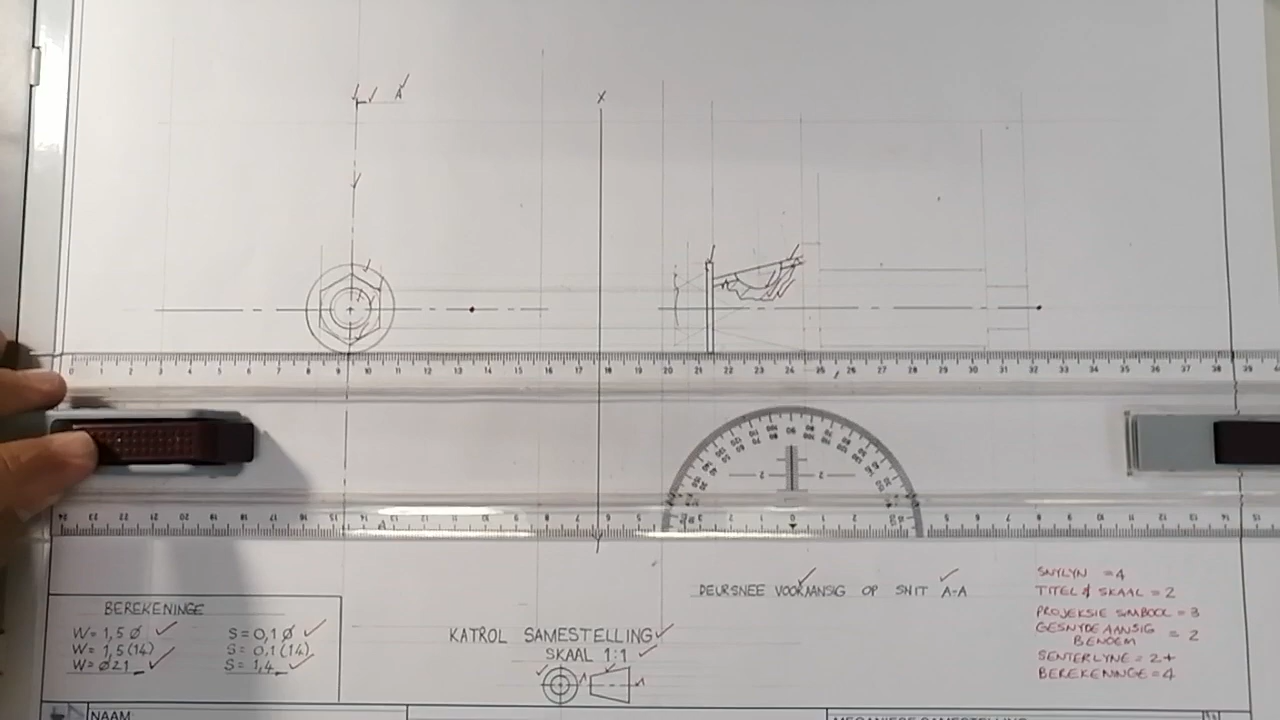 A
X
DEURSNEE VOORAANSIG OP SNIT A-A
SNYLYN = 4
TITEL & SKAAL = 2
PROJEKSIE SIMBOOL = 3
GESNYDE AANSIG
BENOEM = 2
SENTERLYNE = 2+
BEREKENINGE = 4
BEREKENINGE
W= 1,5 Ø
W= 1,5(14)
W= Ø21
S= 0,1 Ø
S= 0,1(14)
S= 1,4
KATROL SAMESTELLING
SKAAL 1:1
NAAM: